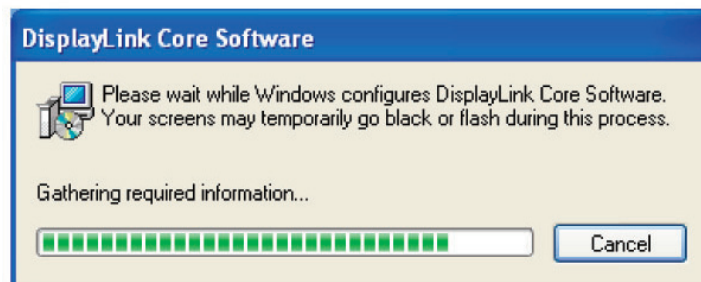 DisplayLink Core Software
Please wait while Windows configures DisplayLink Core Software.
Your screens may temporarily go black or flash during this process.
Gathering required information...
Cancel